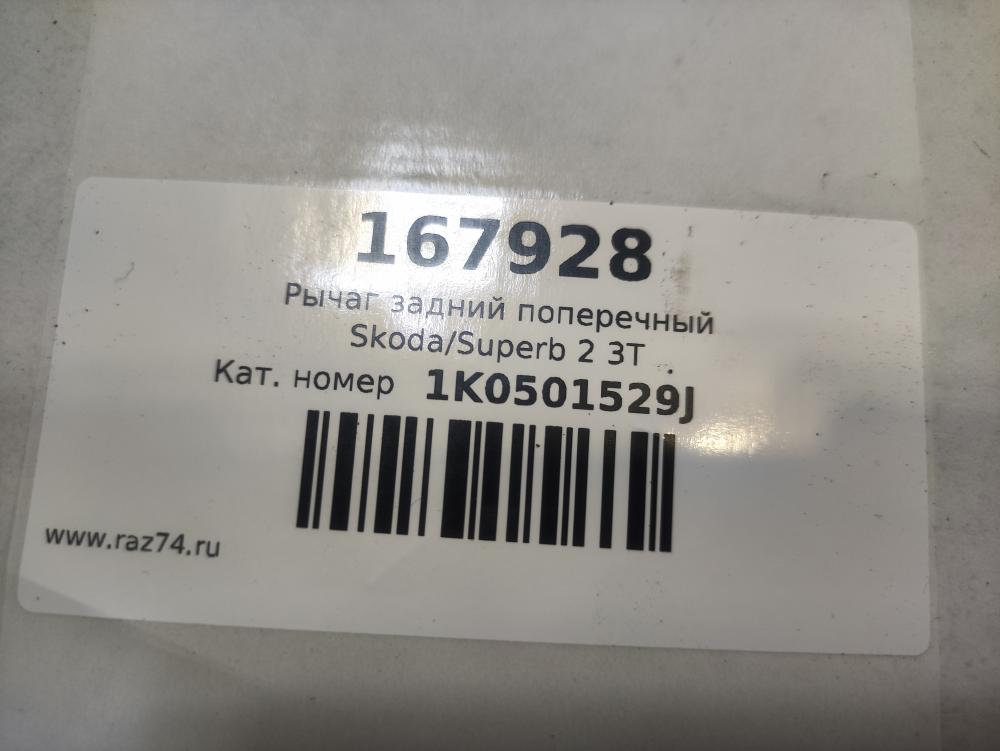 167928
Рычаг задний поперечный
Skoda/Superb 2 3T
Кат. номер 1K0501529J
www.raz74.ru